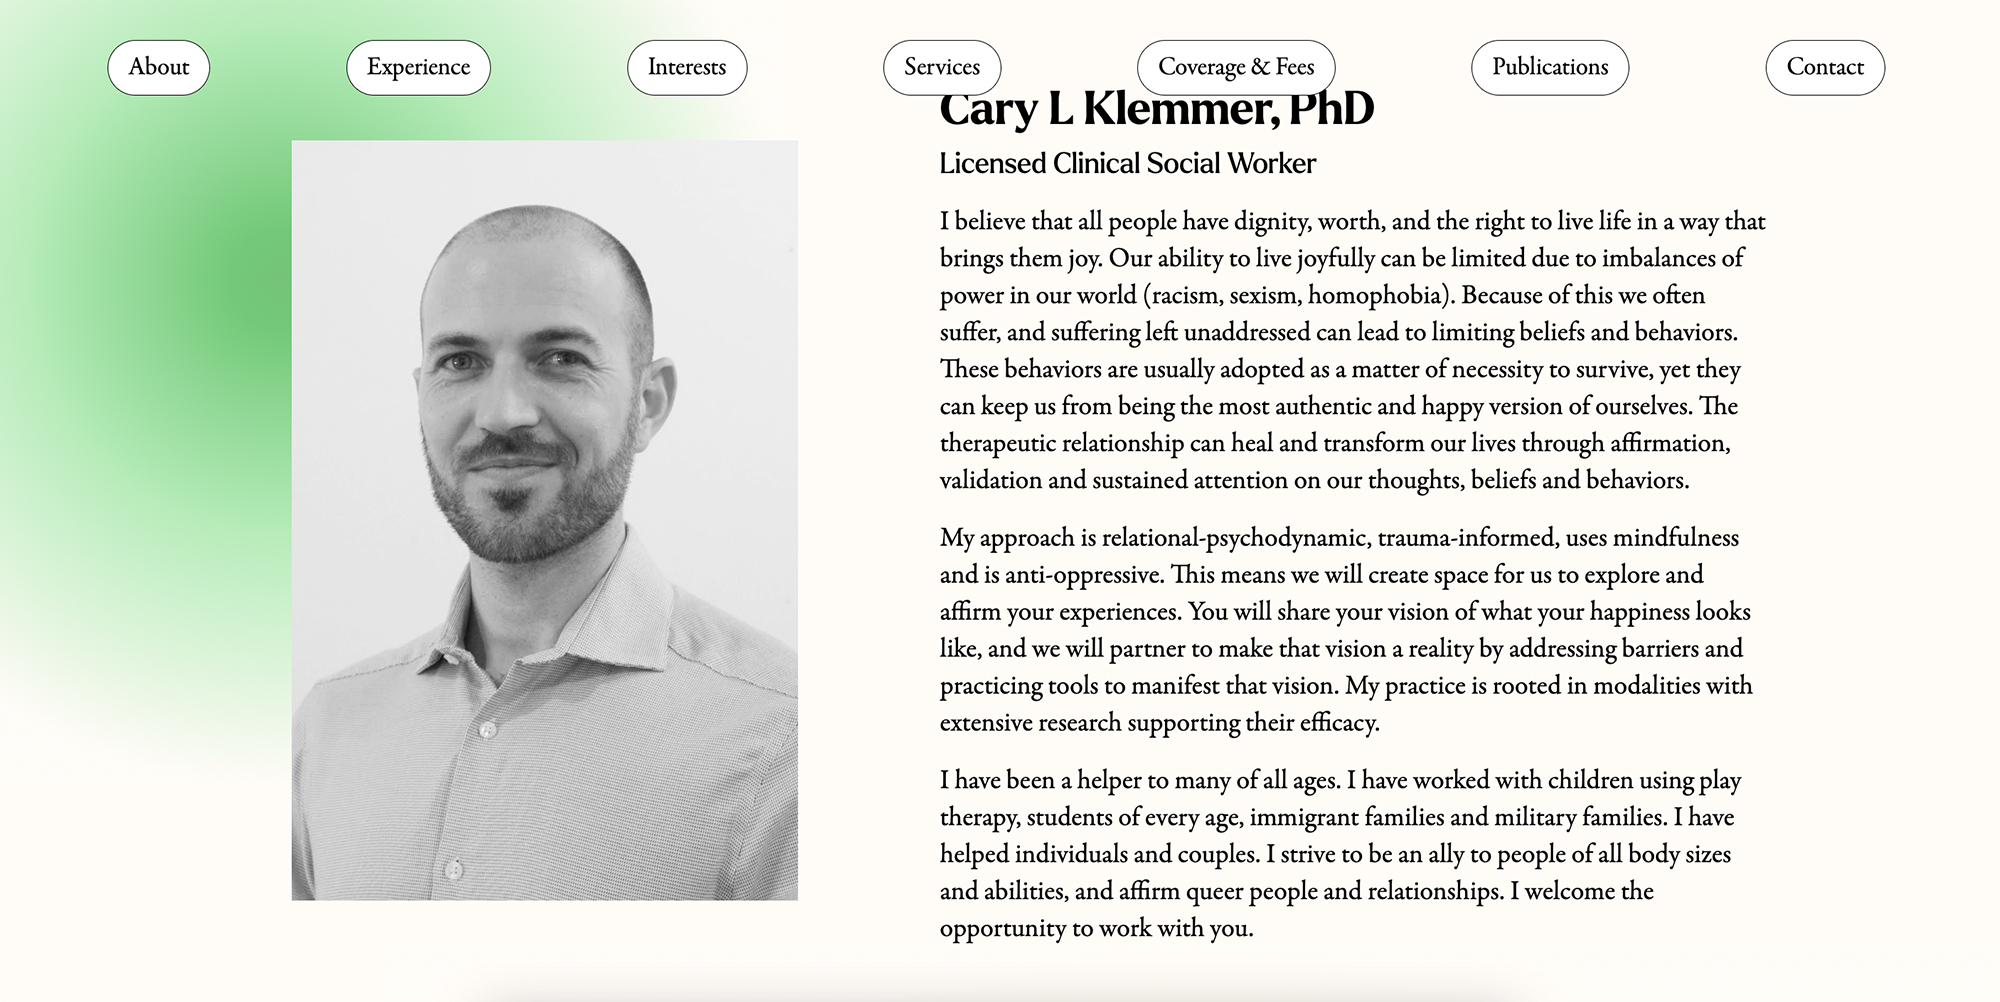 About
Experience
Interests
Services
Coverage & Fees
Publications
Contact
Cary L Klemmer, PhD
Licensed Clinical Social Worker
I believe that all people have dignity, worth, and the right to live life in a way that
brings them joy. Our ability to live joyfully can be limited due to imbalances of
power in our world (racism, sexism, homophobia). Because of this we often
suffer, and suffering left unaddressed can lead to limiting beliefs and behaviors.
These behaviors are usually adopted as a matter of necessity to survive, yet they
can keep us from being the most authentic and happy version of ourselves. The
therapeutic relationship can heal and transform our lives through affirmation,
validation and sustained attention on our thoughts, beliefs and behaviors.
My approach is relational-psychodynamic, trauma-informed, uses mindfulness
and is anti-oppressive. This means we will create space for us to explore and
affirm your experiences. You will share your vision of what your happiness looks
like, and we will partner to make that vision a reality by addressing barriers and
practicing tools to manifest that vision. My practice is rooted in modalities with
extensive research supporting their efficacy.
I have been a helper to many of all ages. I have worked with children using play
therapy, students of every age, immigrant families and military families. I have
helped individuals and couples. I strive to be an ally to people of all body sizes
and abilities, and affirm queer people and relationships. I welcome the
opportunity to work with you.